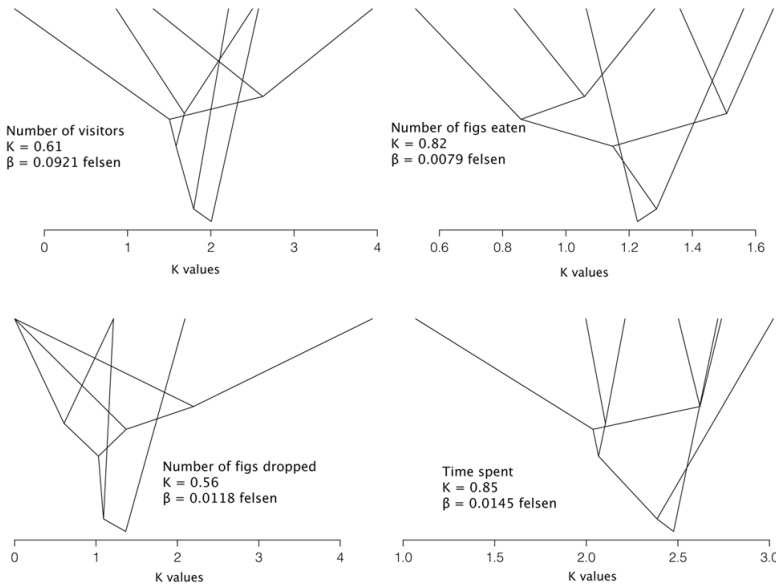 Number of visitors
K = 0.61
β = 0.0921 felsen
0 1 2 3 4
K values
Number of figs eaten
K = 0.82
β = 0.0079 felsen
0.6 0.8 1.0 1.2 1.4 1.6
K values
Number of figs dropped
K = 0.56
β = 0.0118 felsen
0 1 2 3 4
K values
Time spent
K = 0.85
β = 0.0145 felsen
1.0 1.5 2.0 2.5 3.0
K values